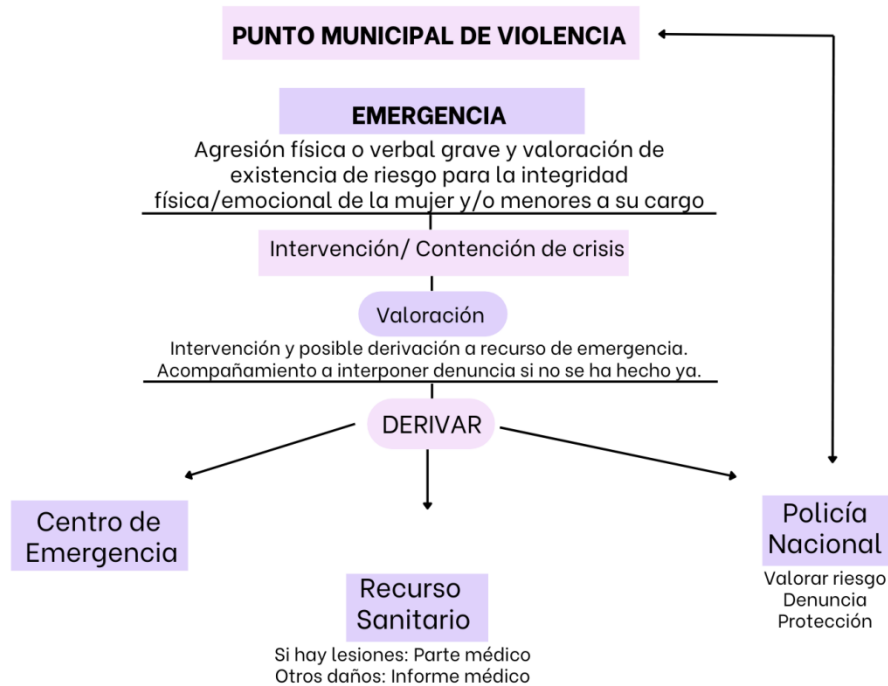 PUNTO MUNICIPAL DE VIOLENCIA
EMERGENCIA
Agresión física o verbal grave y valoración de
existencia de riesgo para la integridad
física/emocional de la mujer y/o menores a su cargo
Intervención/ Contención de crisis
Valoración
Intervención y posible derivación a recurso de emergencia.
Acompañamiento a interponer denuncia si no se ha hecho ya.
DERIVAR
Centro de
Emergencia
Recurso
Sanitario
Si hay lesiones: Parte médico
Otros daños: Informe médico
Policía
Nacional
Valorar riesgo
Denuncia
Protección